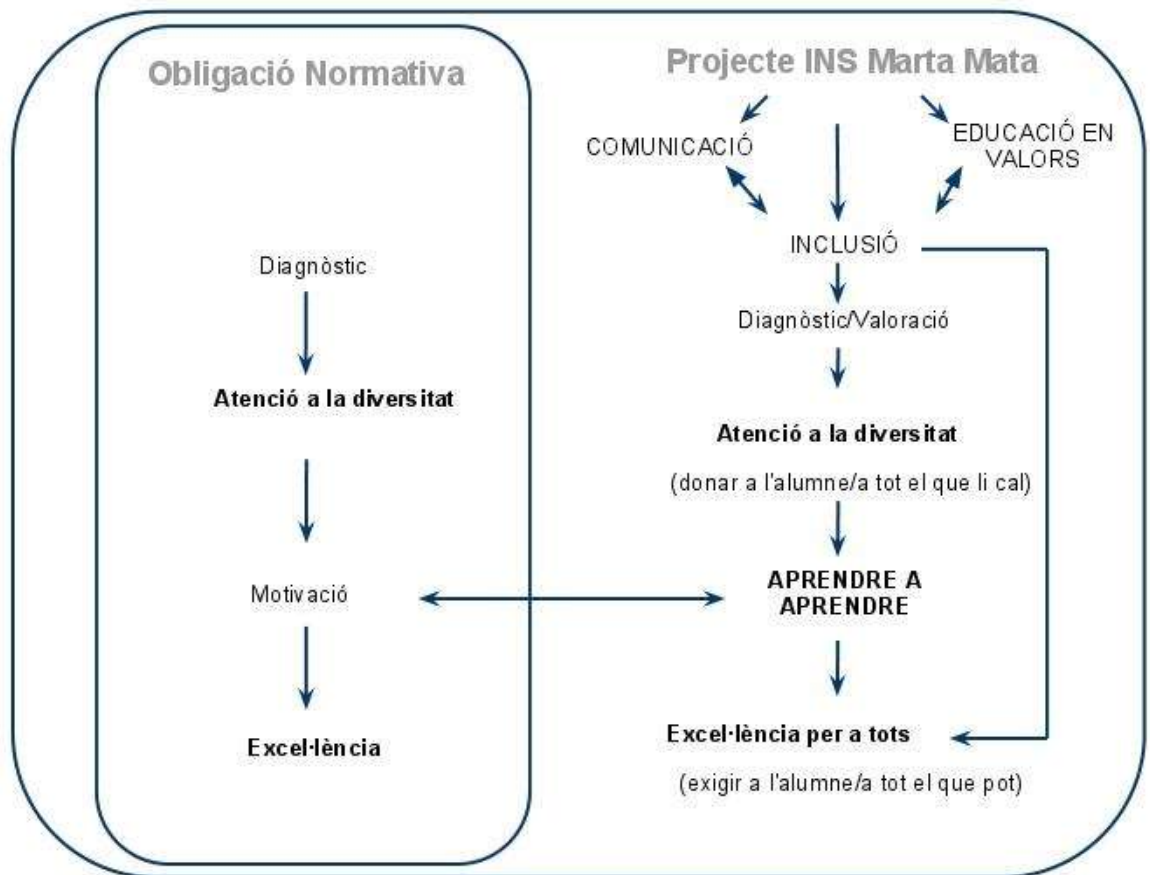 Obligació Normativa
Diagnòstic
Atenció a la diversitat
Motivació
Excel·lència
Projecte INS Marta Mata
COMUNICACIÓ
EDUCACIÓ EN
VALORS
INCLUSIÓ
Diagnòstic/Valoració
Atenció a la diversitat
(donar a l'alumne/a tot el que li cal)
APRENDRE A
APRENDRE
Excel·lència per a tots
(exigir a l'alumne/a tot el que pot)